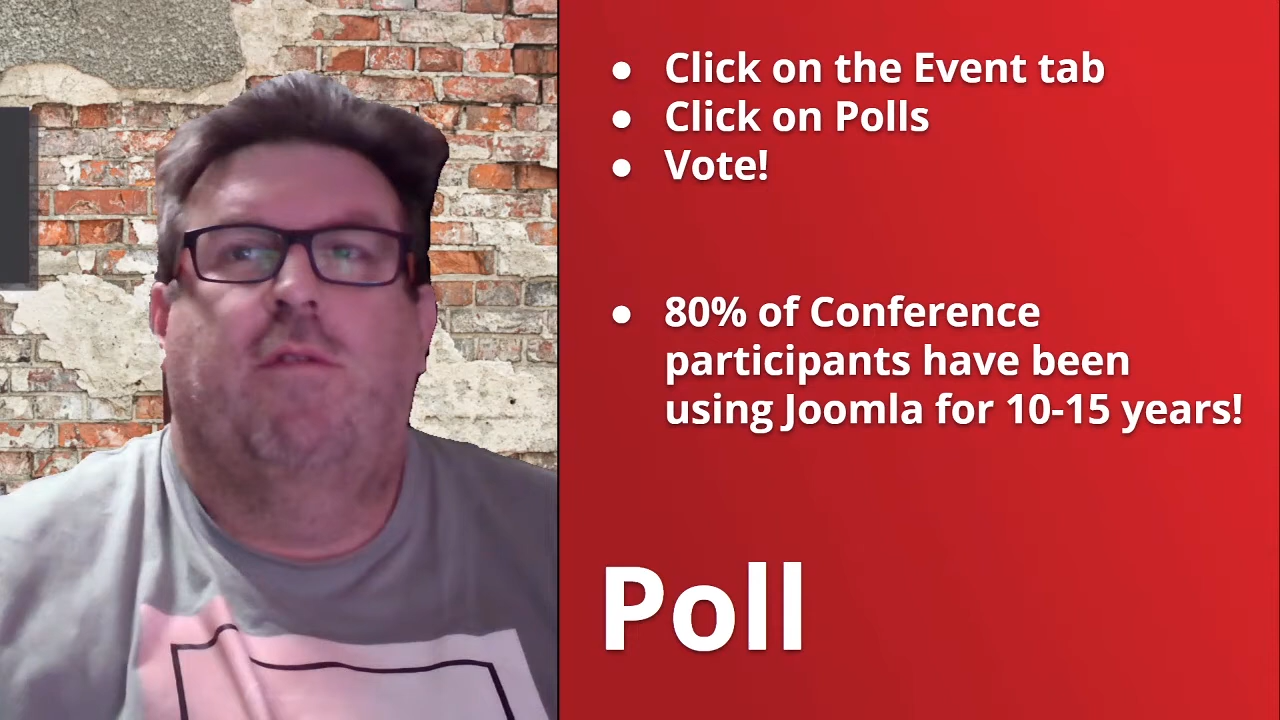 ● Click on the Event tab
● Click on Polls
● Vote!
● 80% of Conference
participants have been
using Joomla for 10-15 years!
Poll